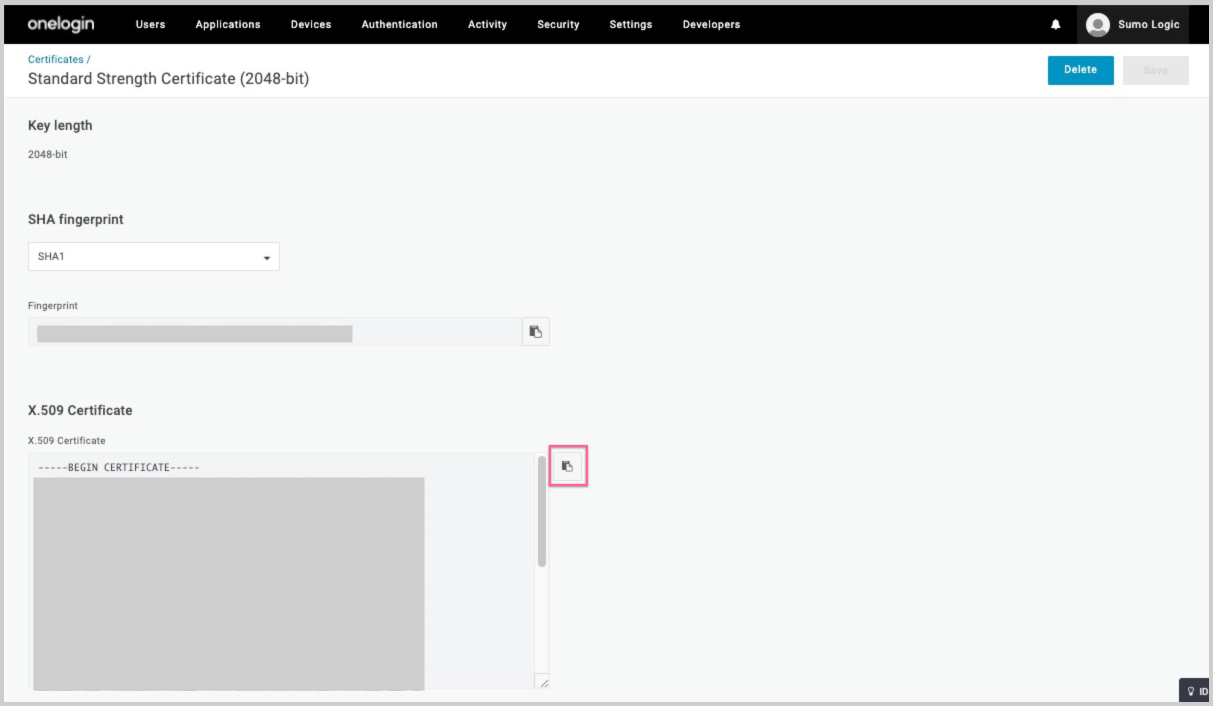 onelogin Users Applications Devices Authentication Activity Security Settings Developers Sumo Logic
Certificates /
Standard Strength Certificate (2048-bit)
Delete Save
Key length
2048-bit
SHA fingerprint
SHA1
Fingerprint
X.509 Certificate
X.509 Certificate
-----BEGIN CERTIFICATE-----
ID